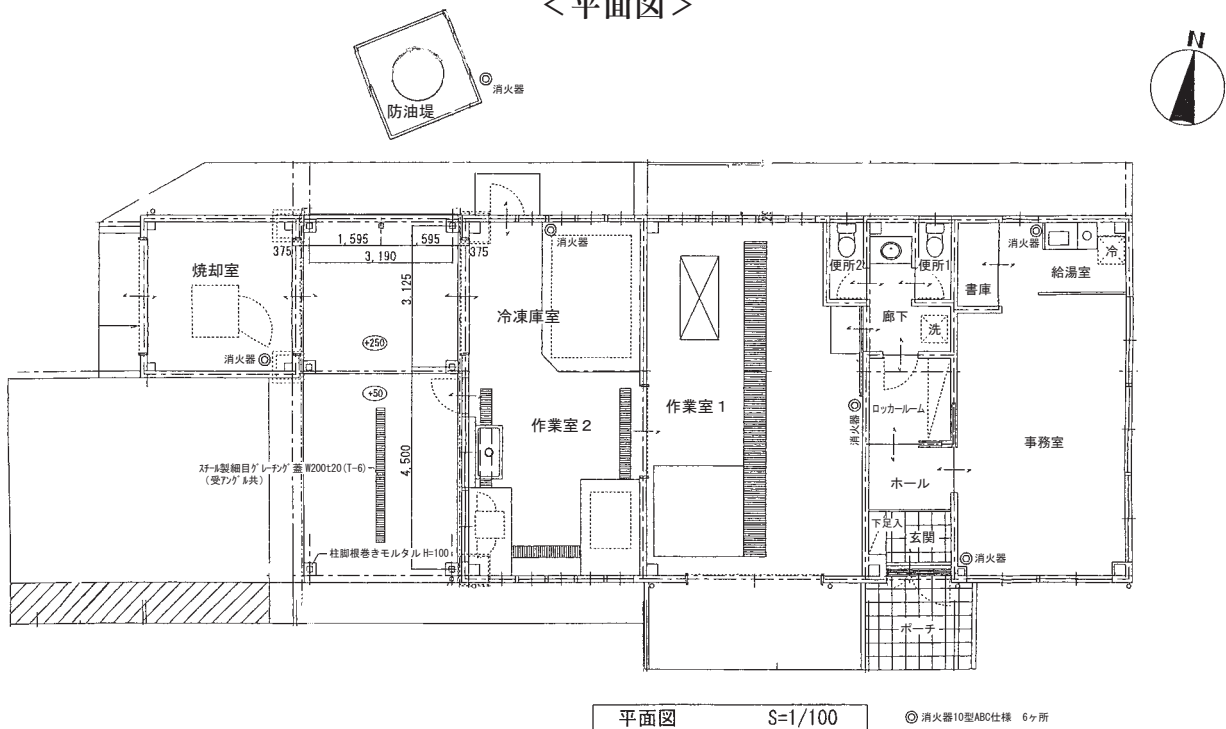 ＜平面図＞
N
防油堤
消火器
焼却室
375
1,595
595
3,190
3,125
375
消火器
冷凍庫室
便所2
便所1
書庫
消火器
給湯室
冷
廊下
洗
消火器
+250
+50
作業室２
作業室１
消火器
ロッカールーム
事務室
スチール製細目グレーチング蓋 W200t20(T-6)
(受アングル共)
4,500
ホール
下足入
玄関
柱脚根巻きモルタル H=100
消火器
ポーチ
平面図 S=1/100
◎ 消火器10型ABC仕様 6ヶ所